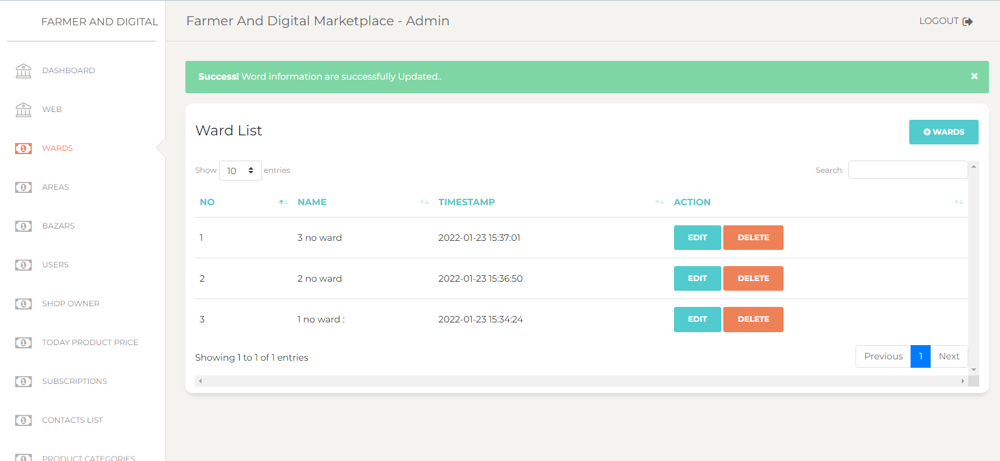 FARMER AND DIGITAL
Farmer And Digital Marketplace - Admin
LOGOUT
DASHBOARD
WEB
WARDS
AREAS
BAZARS
USERS
SHOP OWNER
TODAY PRODUCT PRICE
SUBSCRIPTIONS
CONTACTS LIST
PRODUCT CATEGORIES
Success! Word information are successfully Updated..
Ward List
WARDS
Show 10 entries
Search:
NO NAME TIMESTAMP ACTION
1 3 no ward 2022-01-23 15:37:01 EDIT DELETE
2 2 no ward 2022-01-23 15:36:50 EDIT DELETE
3 1 no ward : 2022-01-23 15:34:24 EDIT DELETE
Showing 1 to 1 of 1 entries
Previous 1 Next